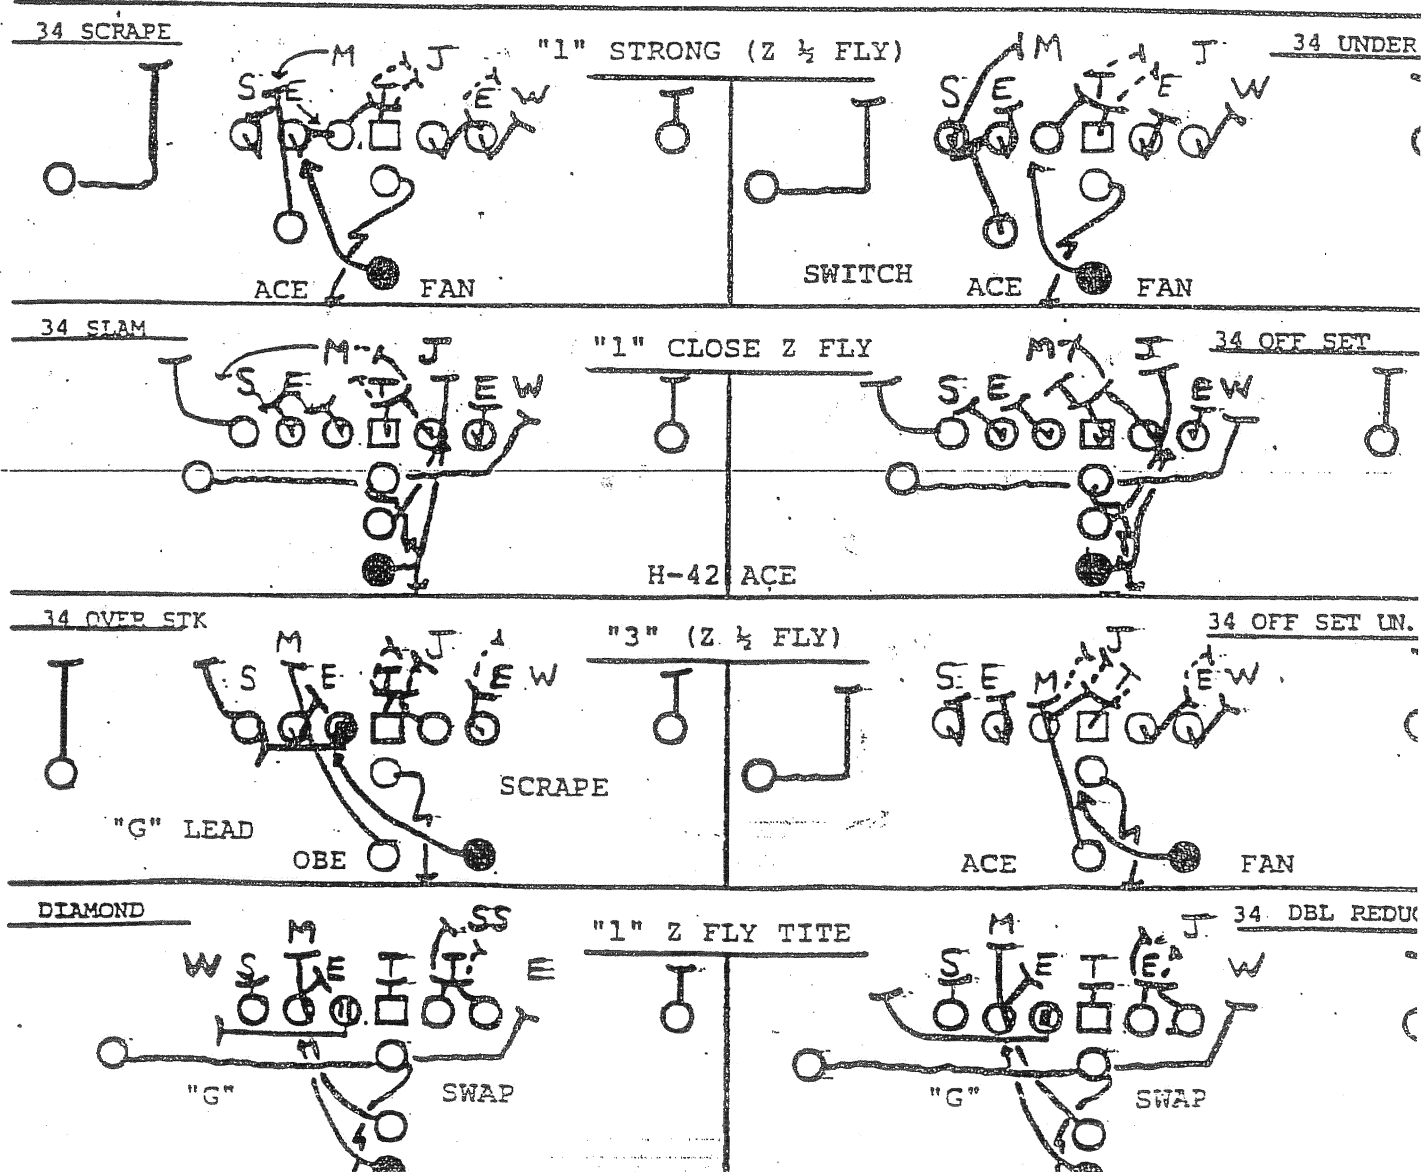 34 SCRAPE
"1" STRONG (Z ½ FLY)
34 UNDER
M J
S E T E W
M J
S E T E W
ACE FAN
SWITCH ACE FAN
34 SLAM
"1" CLOSE Z FLY
34 OFF SET
M J
S E T E W
M J
S E T E W
H-42 ACE
34 OVER STK
"3" (Z ½ FLY)
34 OFF SET UN.
M J
S E T E W
J
S E M T E W
SCRAPE
"G" LEAD
OBE
ACE FAN
DIAMOND
"1" Z FLY TITE
34 DBL REDU
M SS
W S E T T E
M J
S E T E W
"G" SWAP
"G" SWAP